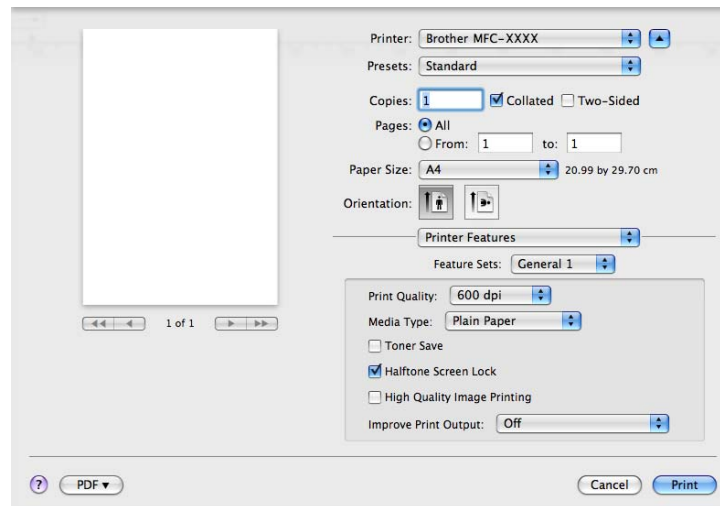 Printer: Brother MFC-XXXX
Presets: Standard
Copies: 1 Collated Two-Sided
Pages: All
From: 1 to: 1
Paper Size: A4 20.99 by 29.70 cm
Orientation:
Printer Features
Feature Sets: General 1
Print Quality: 600 dpi
Media Type: Plain Paper
Toner Save
Halftone Screen Lock
High Quality Image Printing
Improve Print Output: Off
1 of 1
? PDF ▾ Cancel Print